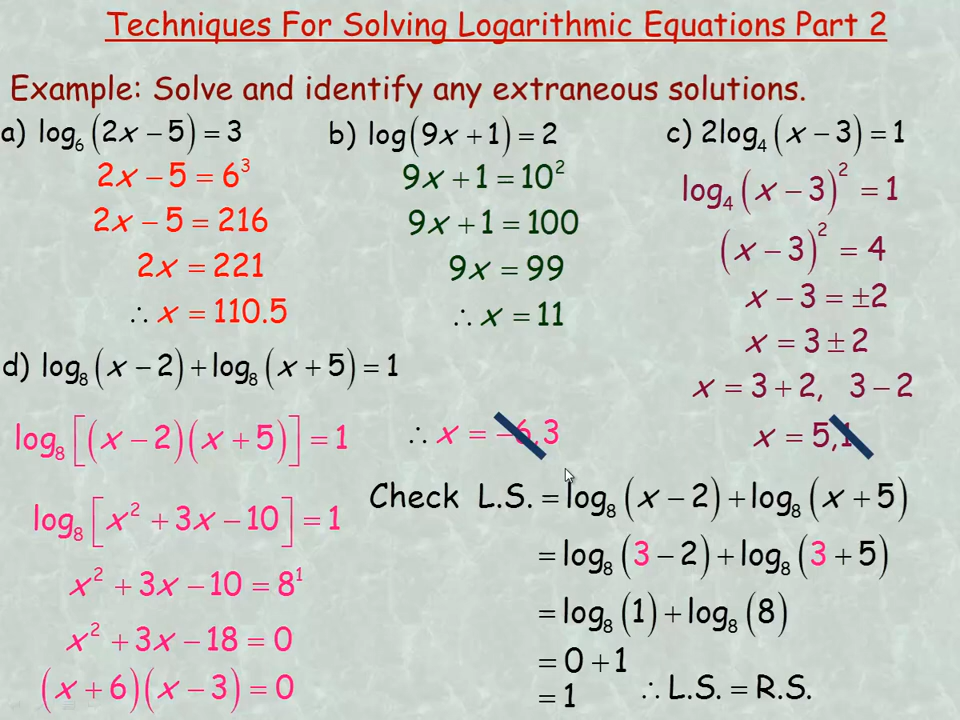 Techniques For Solving Logarithmic Equations Part 2
Example: Solve and identify any extraneous solutions.
a) log₆(2x − 5) = 3
2x − 5 = 6³
2x − 5 = 216
2x = 221
∴ x = 110.5
b) log(9x + 1) = 2
9x + 1 = 10²
9x + 1 = 100
9x = 99
∴ x = 11
c) 2log₄(x − 3) = 1
log₄(x − 3)² = 1
(x − 3)² = 4
x − 3 = ±2
x = 3 ± 2
x = 3 + 2, 3 − 2
x = 5,1
d) log₈(x − 2) + log₈(x + 5) = 1
log₈[(x − 2)(x + 5)] = 1
log₈[x² + 3x − 10] = 1
x² + 3x − 10 = 8¹
x² + 3x − 18 = 0
(x + 6)(x − 3) = 0
∴ x = −6,3
Check L.S. = log₈(x − 2) + log₈(x + 5)
= log₈(3 − 2) + log₈(3 + 5)
= log₈(1) + log₈(8)
= 0 + 1
= 1 ∴ L.S. = R.S.